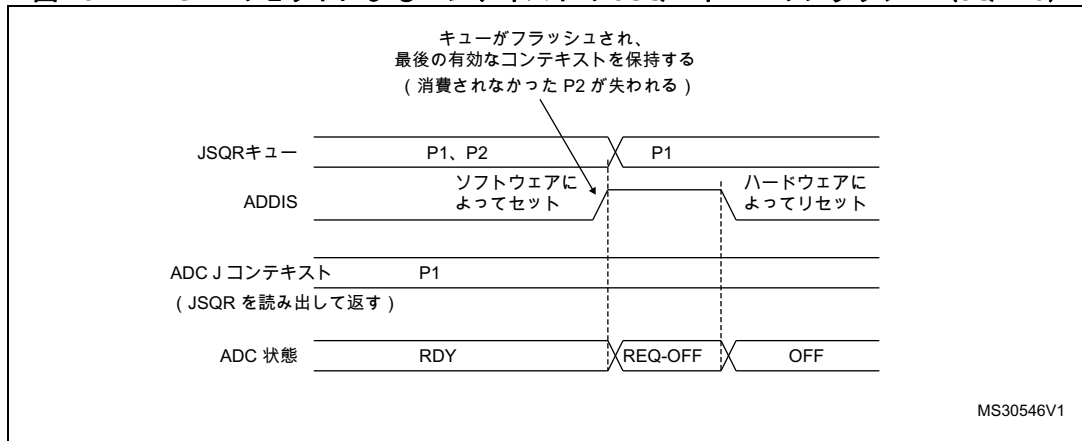 キューがフラッシュされ、
最後の有効なコンテキストを保持する
(消費されなかった P2 が失われる)
JSQRキュー
P1、P2
P1
ADDIS
ソフトウェアに
よってセット
ハードウェアに
よってリセット
ADC J コンテキスト
(JSQR を読み出して返す)
P1
ADC 状態
RDY
REQ-OFF
OFF
MS30546V1